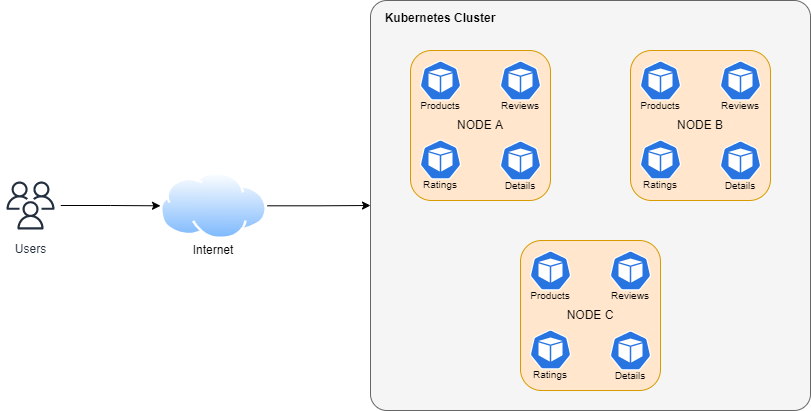 Kubernetes Cluster
Products
Reviews
NODE A
Ratings
Details
Products
Reviews
NODE B
Ratings
Details
Users
Internet
Products
Reviews
NODE C
Ratings
Details